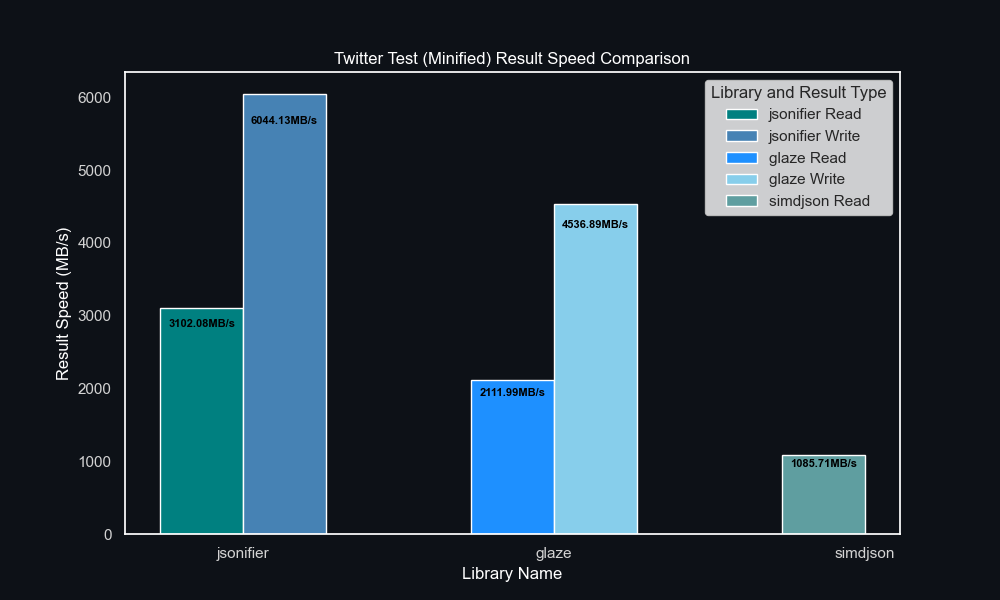 Twitter Test (Minified) Result Speed Comparison
Library and Result Type
jsonifier Read
jsonifier Write
glaze Read
glaze Write
simdjson Read
Result Speed (MB/s)
6000
5000
4000
3000
2000
1000
0
3102.08MB/s
6044.13MB/s
2111.99MB/s
4536.89MB/s
1085.71MB/s
jsonifier
glaze
simdjson
Library Name